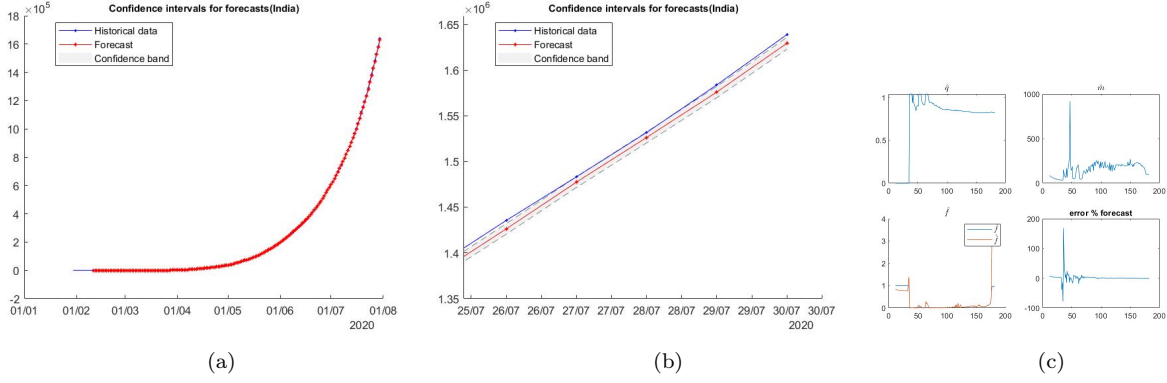 Confidence intervals for forecasts(India)
18 ×10^5
Historical data
Forecast
Confidence band
16
14
12
10
8
6
4
2
0
-2
01/01 01/02 01/03 01/04 01/05 01/06 01/07 01/08
2020
(a)
Confidence intervals for forecasts(India)
×10^6
1.65
Historical data
Forecast
Confidence band
1.6
1.55
1.5
1.45
1.4
1.35
25/07 26/07 26/07 27/07 27/07 28/07 28/07 29/07 29/07 30/07 30/07
2020
(b)
q̂
1
0.5
0
0 50 100 150 200
m̂
1000
500
0
0 50 100 150 200
4
3
2
1
0
0 50 100 150 200
error % forecast
200
100
0
-100
0 50 100 150 200
(c)